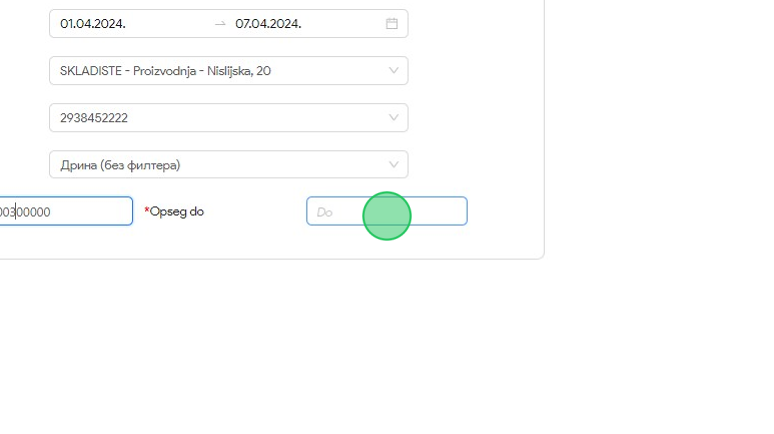 01.04.2024. → 07.04.2024.
SKLADISTE - Proizvodnja - Nislijska, 20
2938452222
Дрина (без филтера)
00300000 *Opseg do Do